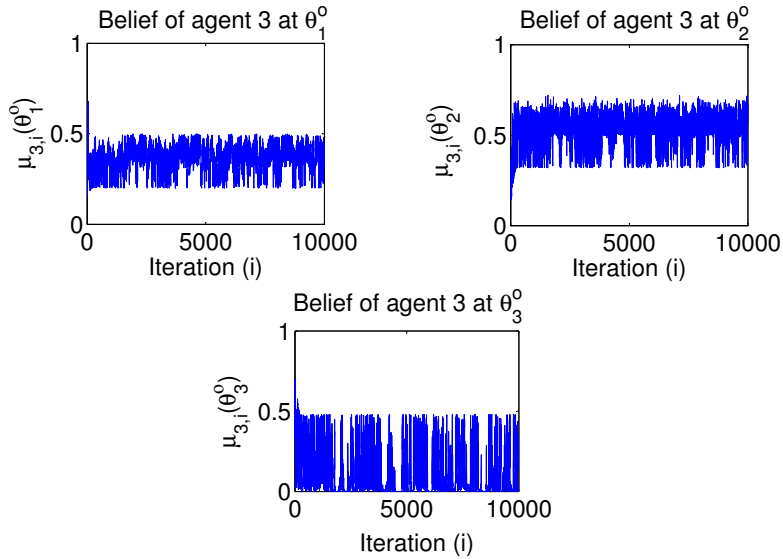 Belief of agent 3 at θ₁ᵒ
1
0.5
0
μ₃,ᵢ(θ₁ᵒ)
0 5000 10000
Iteration (i)
Belief of agent 3 at θ₂ᵒ
1
0.5
0
μ₃,ᵢ(θ₂ᵒ)
0 5000 10000
Iteration (i)
Belief of agent 3 at θ₃ᵒ
1
0.5
0
μ₃,ᵢ(θ₃ᵒ)
0 5000 10000
Iteration (i)